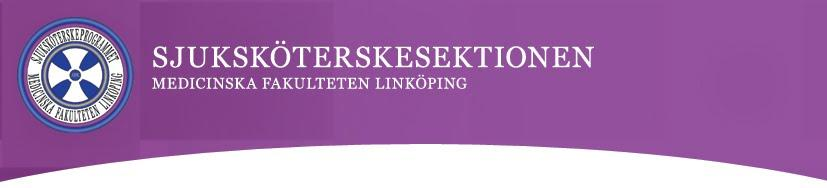 SJUKSKÖTERSKESEKTIONEN
MEDICINSKA FAKULTETEN LINKÖPING
SJUKSKÖTERSKEPROGRAMMET
MEDICINSKA FAKULTETEN LINKÖPING